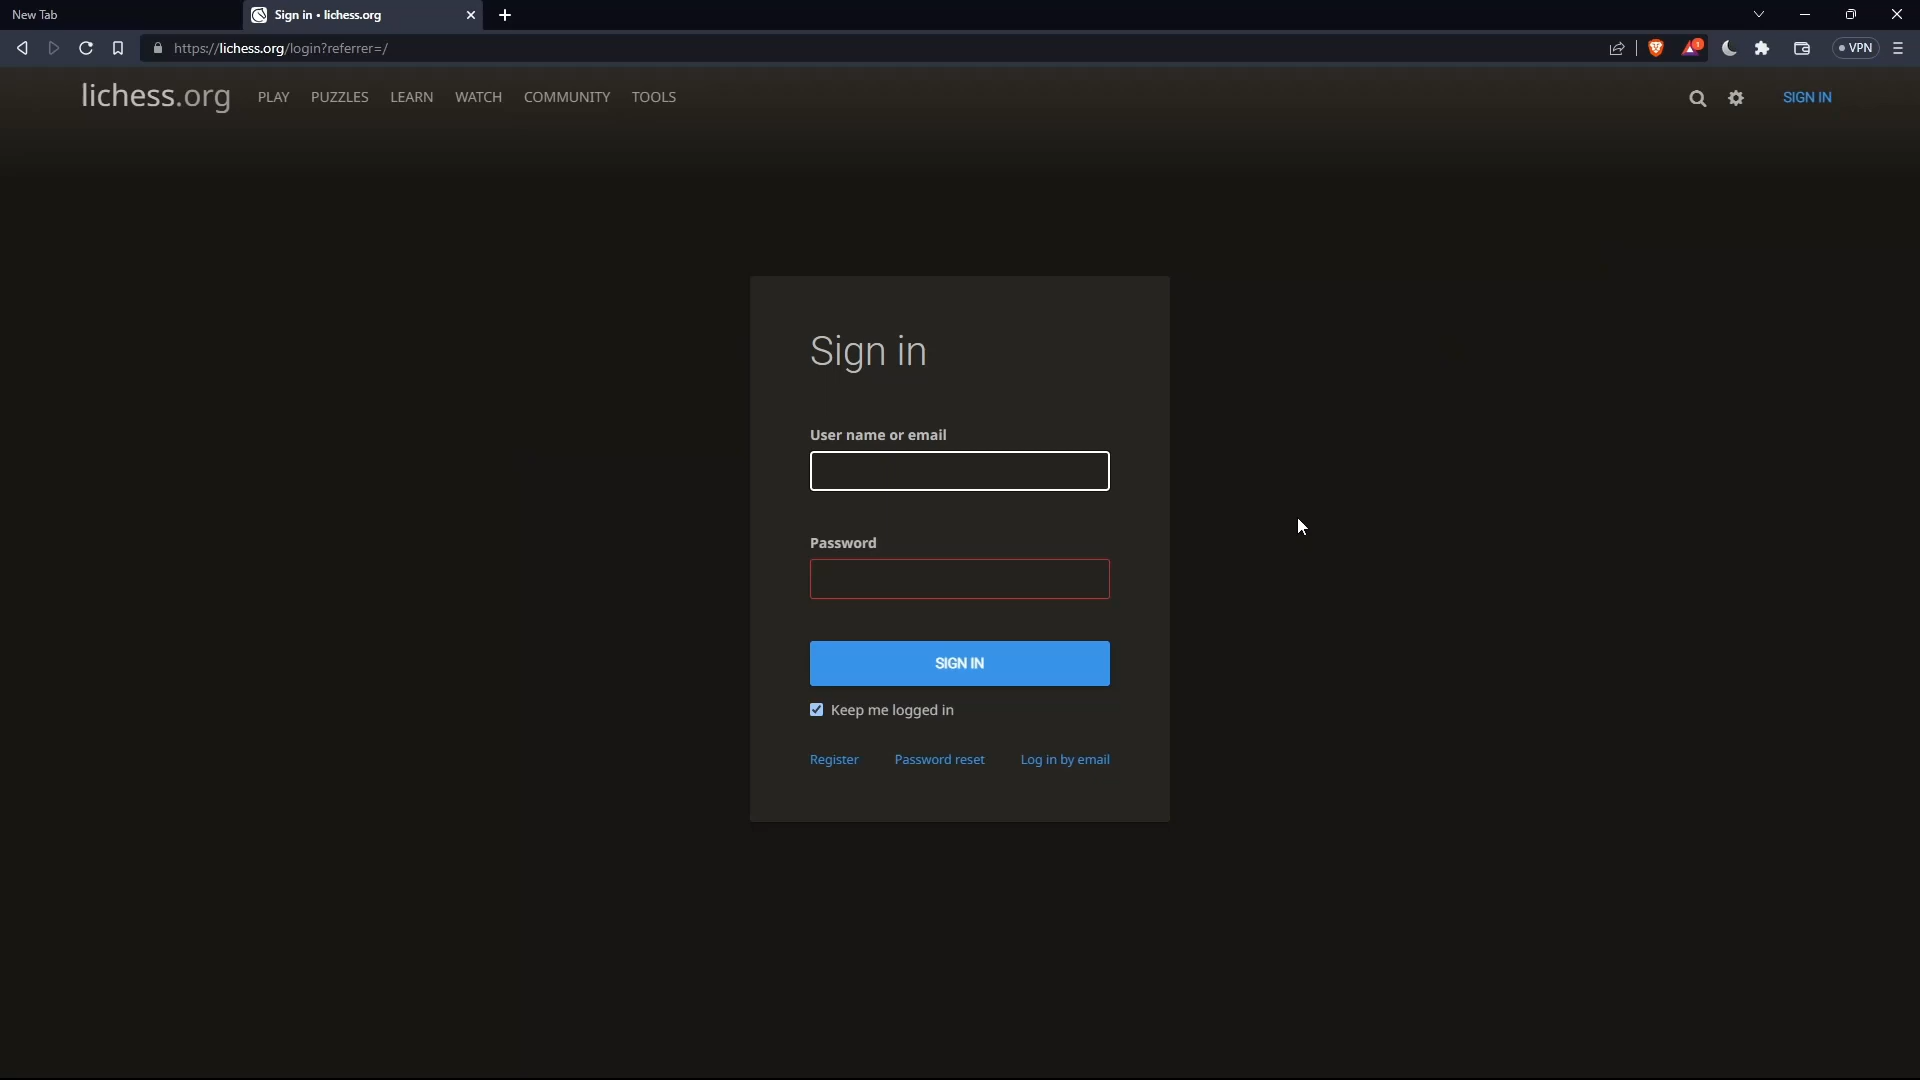 New Tab
Sign in • lichess.org
https://lichess.org/login?referrer=/
1
VPN
lichess.org
PLAY PUZZLES LEARN WATCH COMMUNITY TOOLS
SIGN IN
Sign in
User name or email
Password
SIGN IN
Keep me logged in
Register Password reset Log in by email